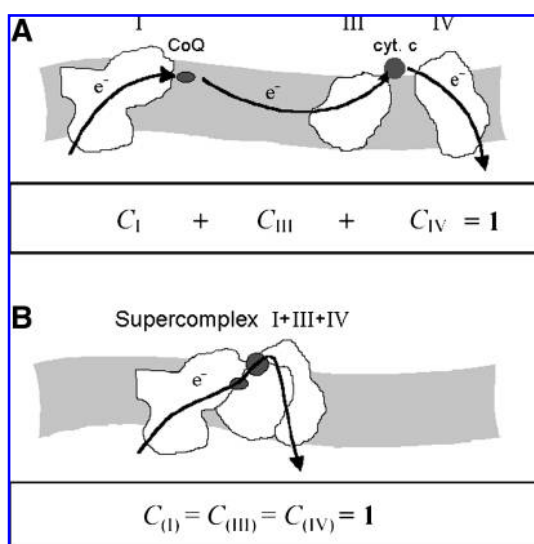 I III IV
A CoQ cyt. c
e⁻ e⁻ e⁻
C_I + C_III + C_IV = 1
B
Supercomplex I+III+IV
e⁻
C_(I) = C_(III) = C_(IV) = 1